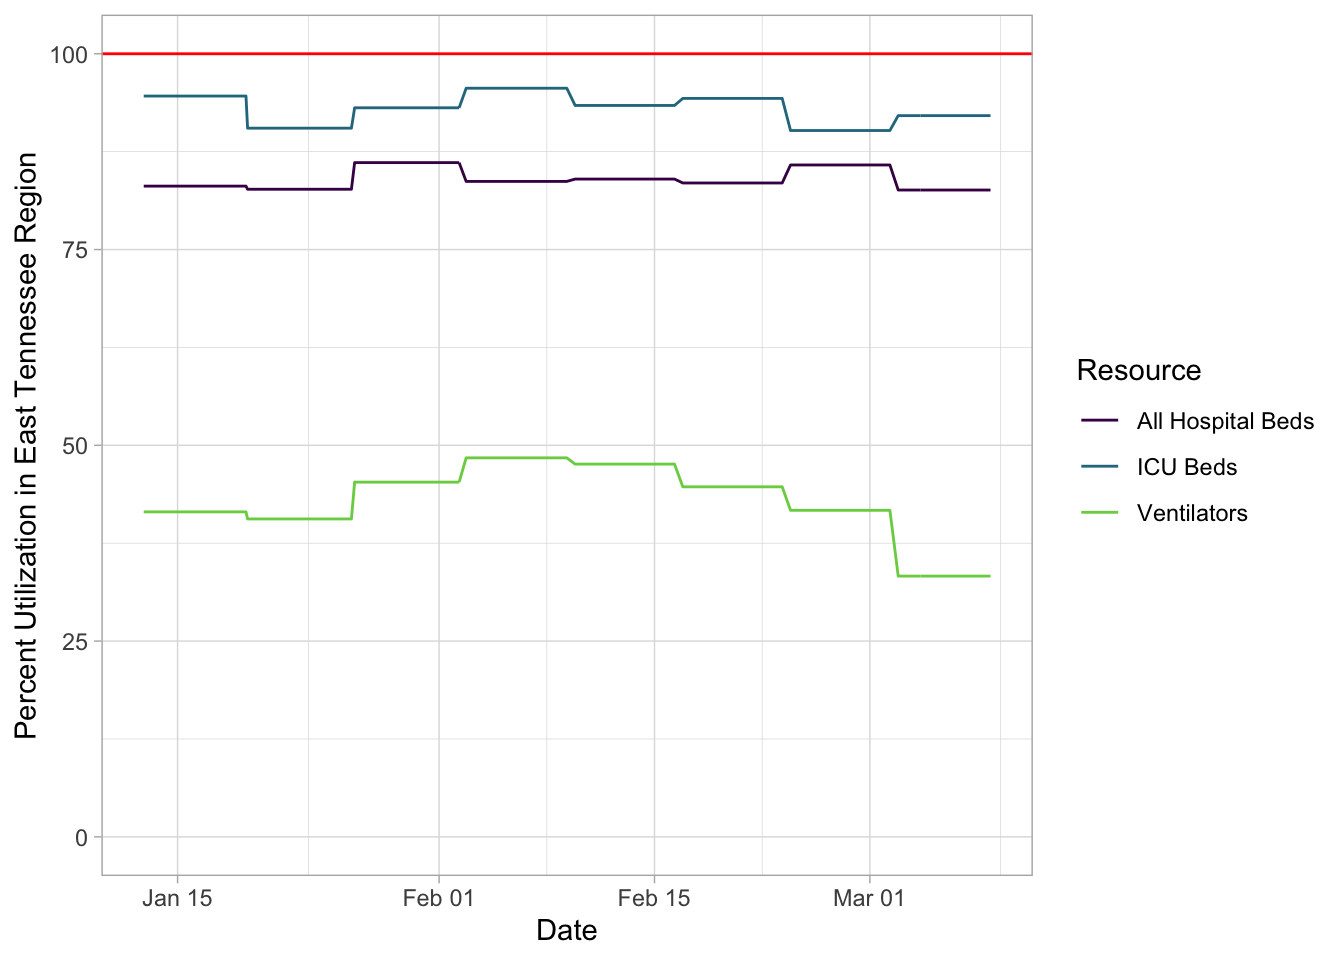 Percent Utilization in East Tennessee Region
100
75
50
25
0
Jan 15
Feb 01
Feb 15
Mar 01
Date
Resource
All Hospital Beds
ICU Beds
Ventilators